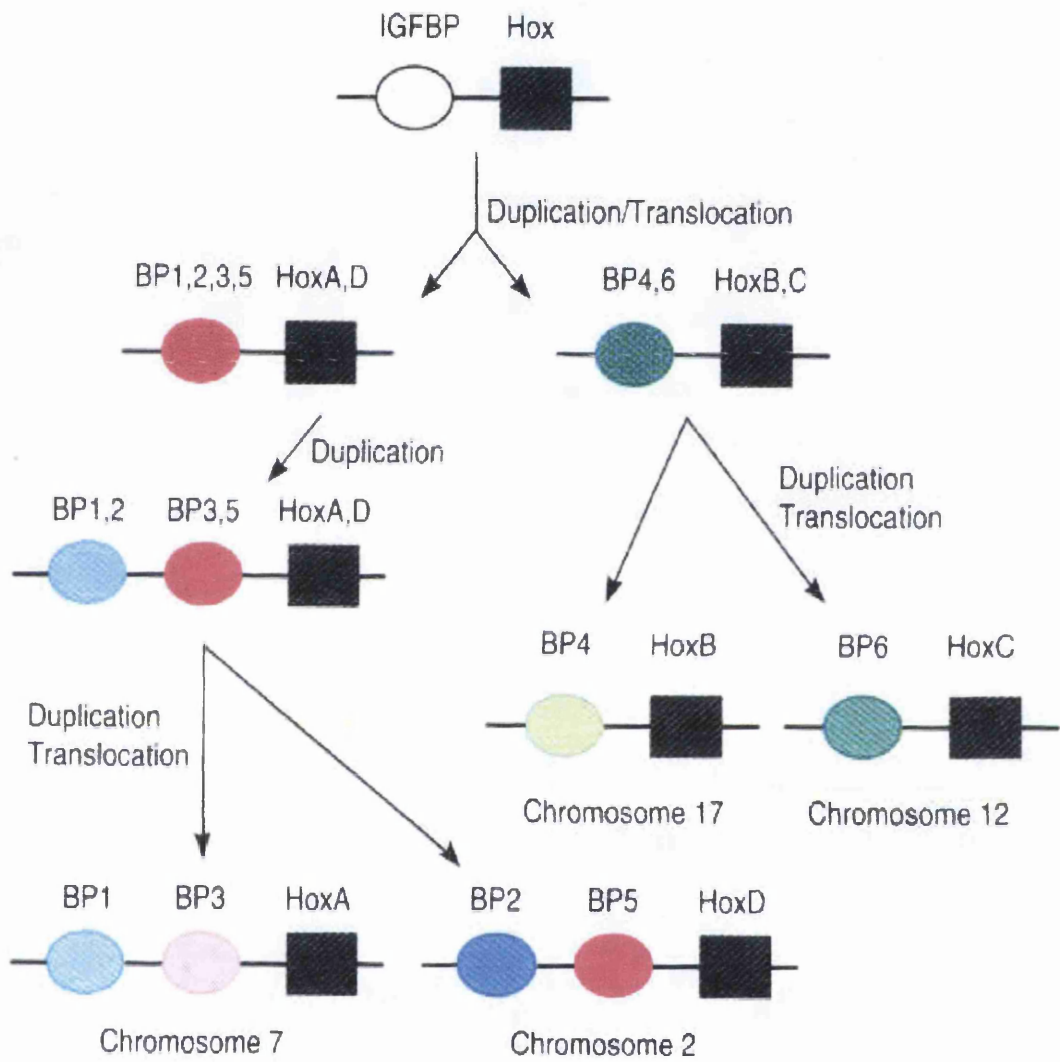 IGFBP Hox
Duplication/Translocation
BP1,2,3,5 HoxA,D
BP4,6 HoxB,C
Duplication
BP1,2 BP3,5 HoxA,D
Duplication
Translocation
BP4 HoxB
BP6 HoxC
Chromosome 17
Chromosome 12
Duplication
Translocation
BP1 BP3 HoxA
BP2 BP5 HoxD
Chromosome 7
Chromosome 2